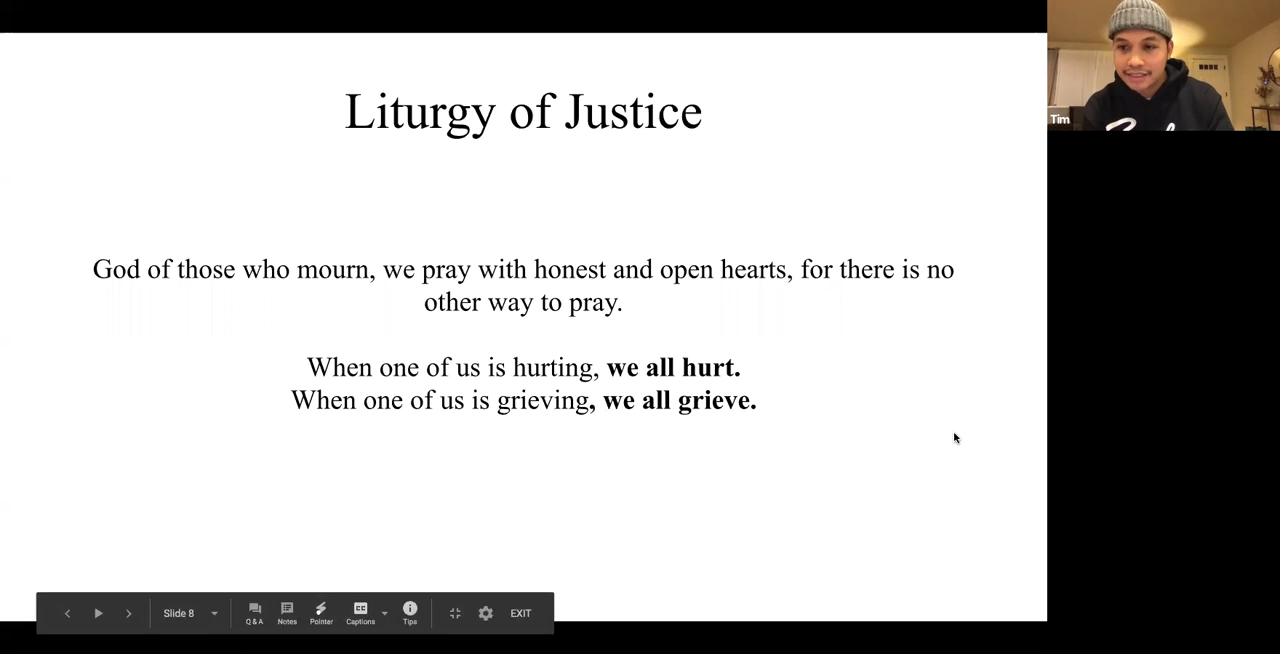 Liturgy of Justice
Tim
God of those who mourn, we pray with honest and open hearts, for there is no
other way to pray.
When one of us is hurting, we all hurt.
When one of us is grieving, we all grieve.
Slide 8
Q & A
Notes
Pointer
CC
Captions
Tips
EXIT